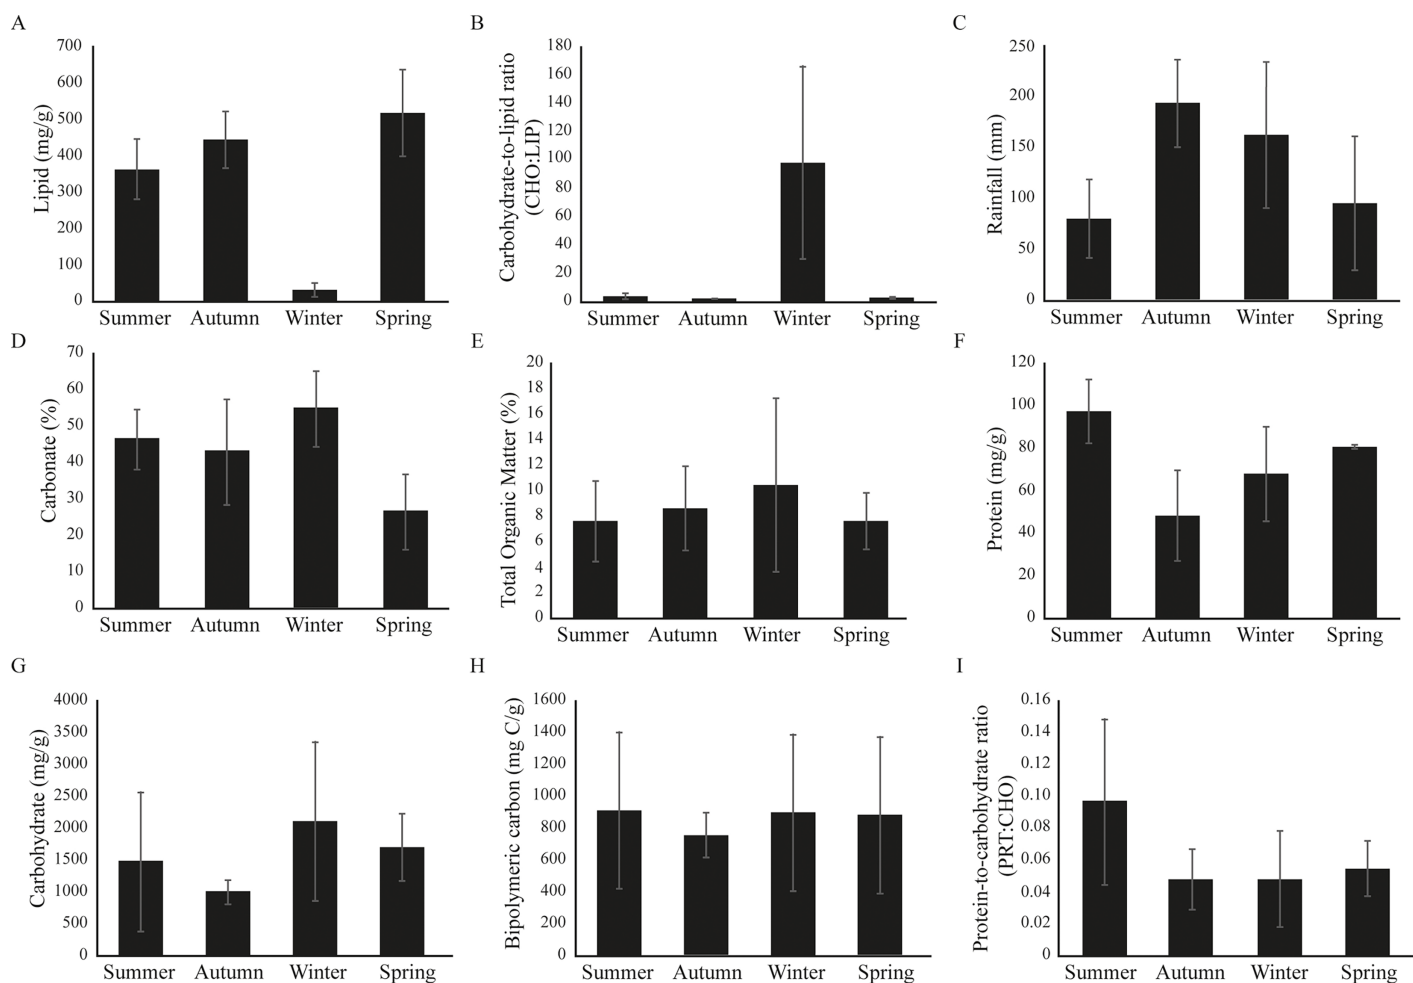 A
Lipid (mg/g)
700
600
500
400
300
200
100
0
Summer Autumn Winter Spring
B
Carbohydrate-to-lipid ratio
(CHO:LIP)
180
160
140
120
100
80
60
40
20
0
Summer Autumn Winter Spring
C
Rainfall (mm)
250
200
150
100
50
0
Summer Autumn Winter Spring
D
Carbonate (%)
70
60
50
40
30
20
10
0
Summer Autumn Winter Spring
E
Total Organic Matter (%)
20
18
16
14
12
10
8
6
4
2
0
Summer Autumn Winter Spring
F
Protein (mg/g)
120
100
80
60
40
20
0
Summer Autumn Winter Spring
G
Carbohydrate (mg/g)
4000
3500
3000
2500
2000
1500
1000
500
0
Summer Autumn Winter Spring
H
Bipolymeric carbon (mg C/g)
1600
1400
1200
1000
800
600
400
200
0
Summer Autumn Winter Spring
I
Protein-to-carbohydrate ratio
(PRT:CHO)
0.16
0.14
0.12
0.10
0.08
0.06
0.04
0.02
0
Summer Autumn Winter Spring